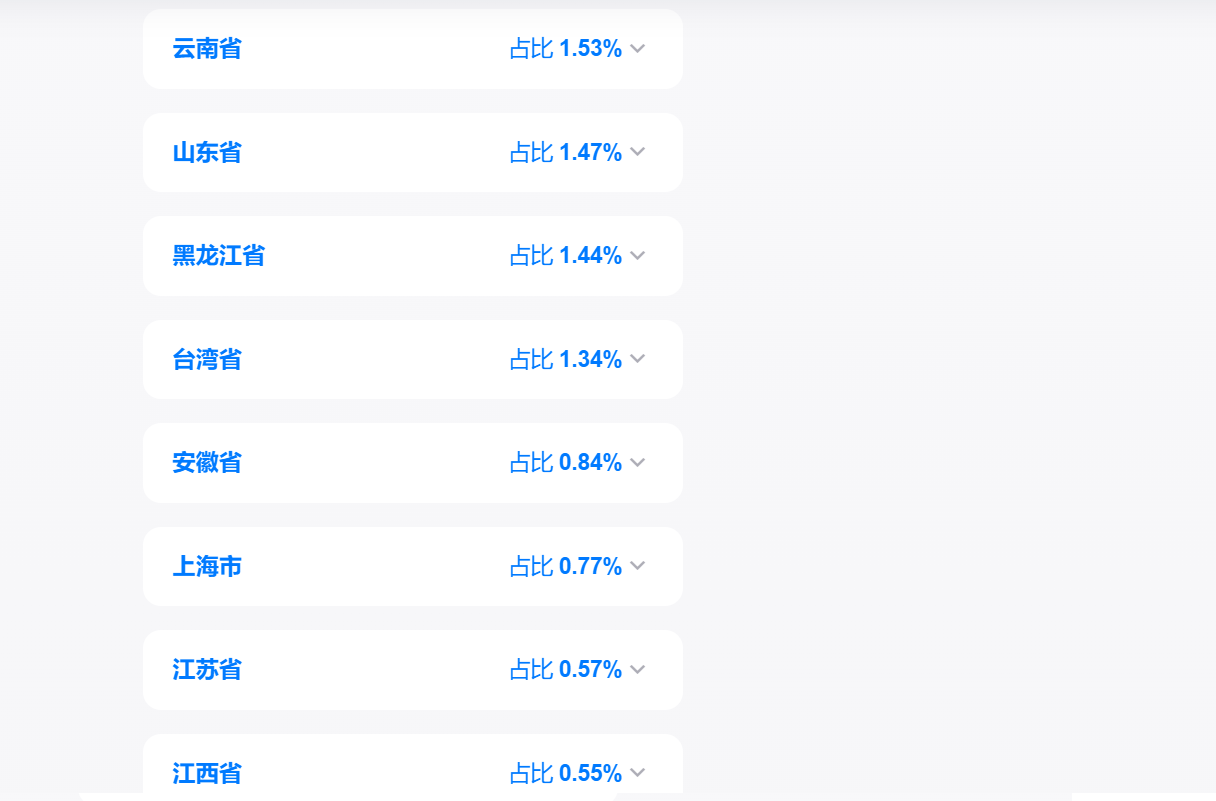 云南省 占比 1.53%
山东省 占比 1.47%
黑龙江省 占比 1.44%
台湾省 占比 1.34%
安徽省 占比 0.84%
上海市 占比 0.77%
江苏省 占比 0.57%
江西省 占比 0.55%